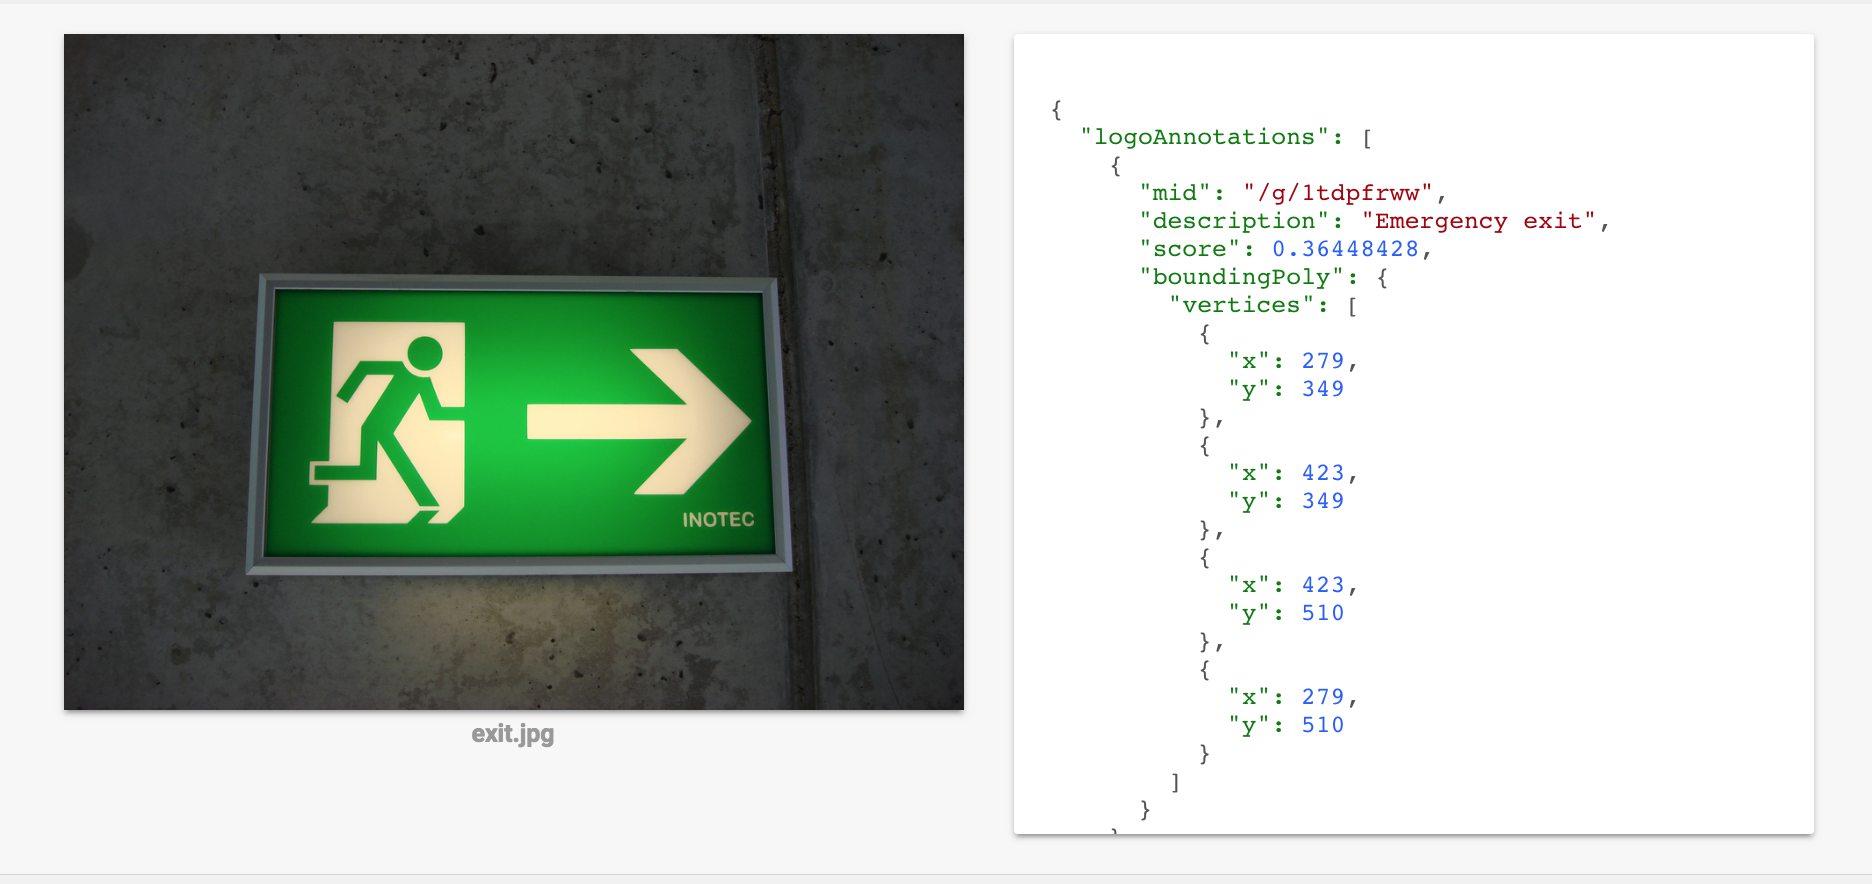 INOTEC
exit.jpg
{
"logoAnnotations": [
{
"mid": "/g/1tdpfrww",
"description": "Emergency exit",
"score": 0.36448428,
"boundingPoly": {
"vertices": [
{
"x": 279,
"y": 349
},
{
"x": 423,
"y": 349
},
{
"x": 423,
"y": 510
},
{
"x": 279,
"y": 510
}
]
}